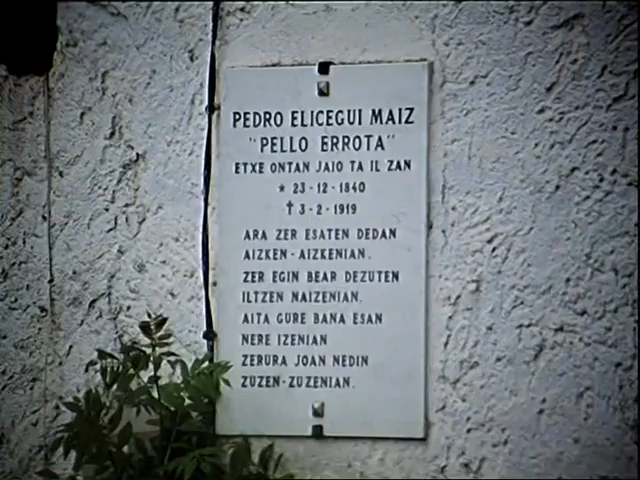 PEDRO ELICEGUI MAIZ
"PELLO ERROTA"
ETXE ONTAN JAIO TA IL ZAN
* 23-12-1840
† 3-2-1919
ARA ZER ESATEN DEDAN
AIZKEN-AIZKENIAN.
ZER EGIN BEAR DEZUTEN
ILTZEN NAIZENIAN.
AITA GURE BANA ESAN
NERE IZENIAN
ZERURA JOAN NEDIN
ZUZEN-ZUZENIAN.